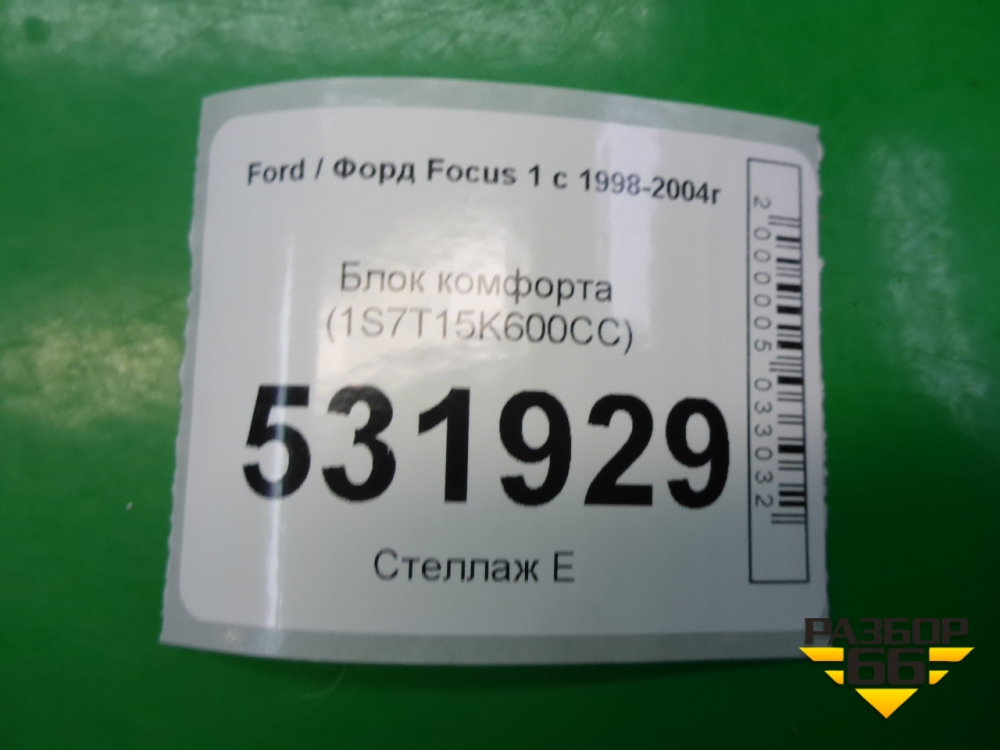 Ford / Форд Focus 1 с 1998-2004г
Блок комфорта
(1S7T15K600CC)
531929
Стеллаж E
2000005033032
РАЗБОР
66